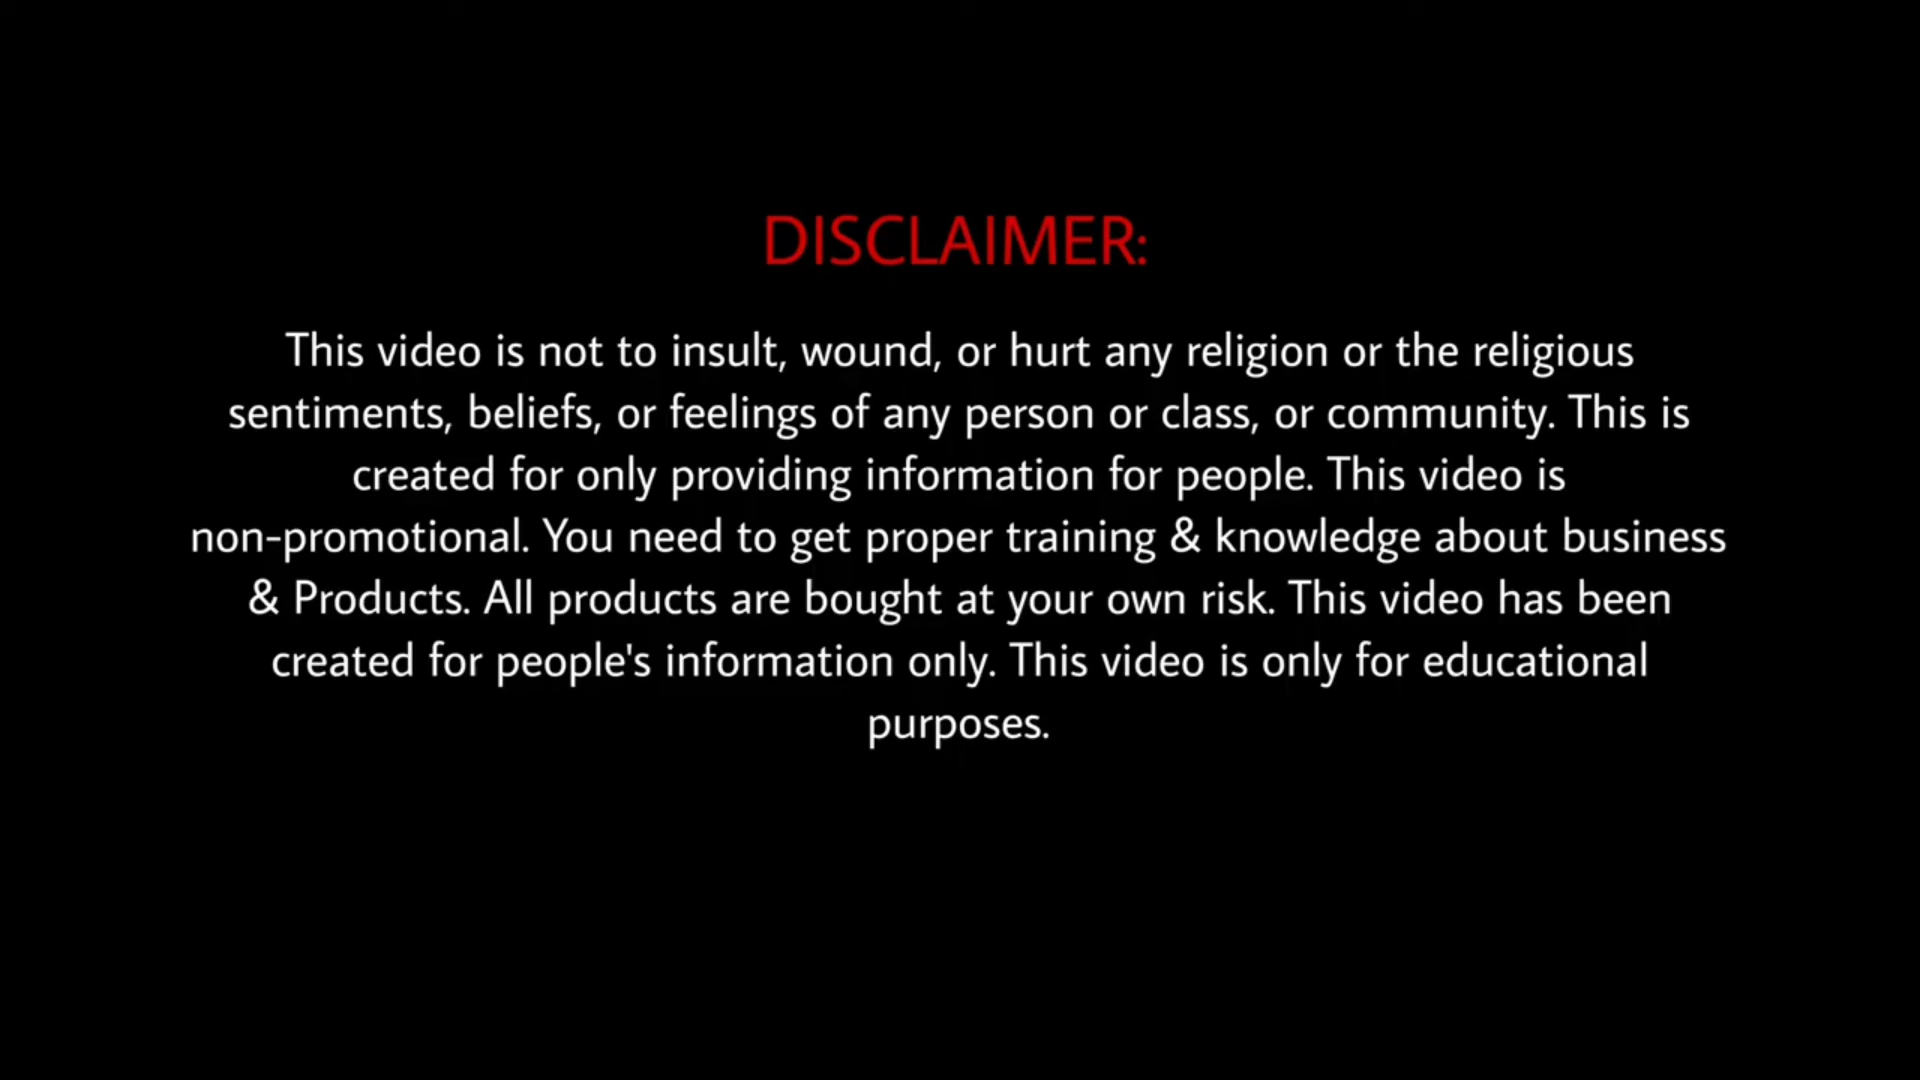 DISCLAIMER:
This video is not to insult, wound, or hurt any religion or the religious
sentiments, beliefs, or feelings of any person or class, or community. This is
created for only providing information for people. This video is
non-promotional. You need to get proper training & knowledge about business
& Products. All products are bought at your own risk. This video has been
created for people's information only. This video is only for educational
purposes.